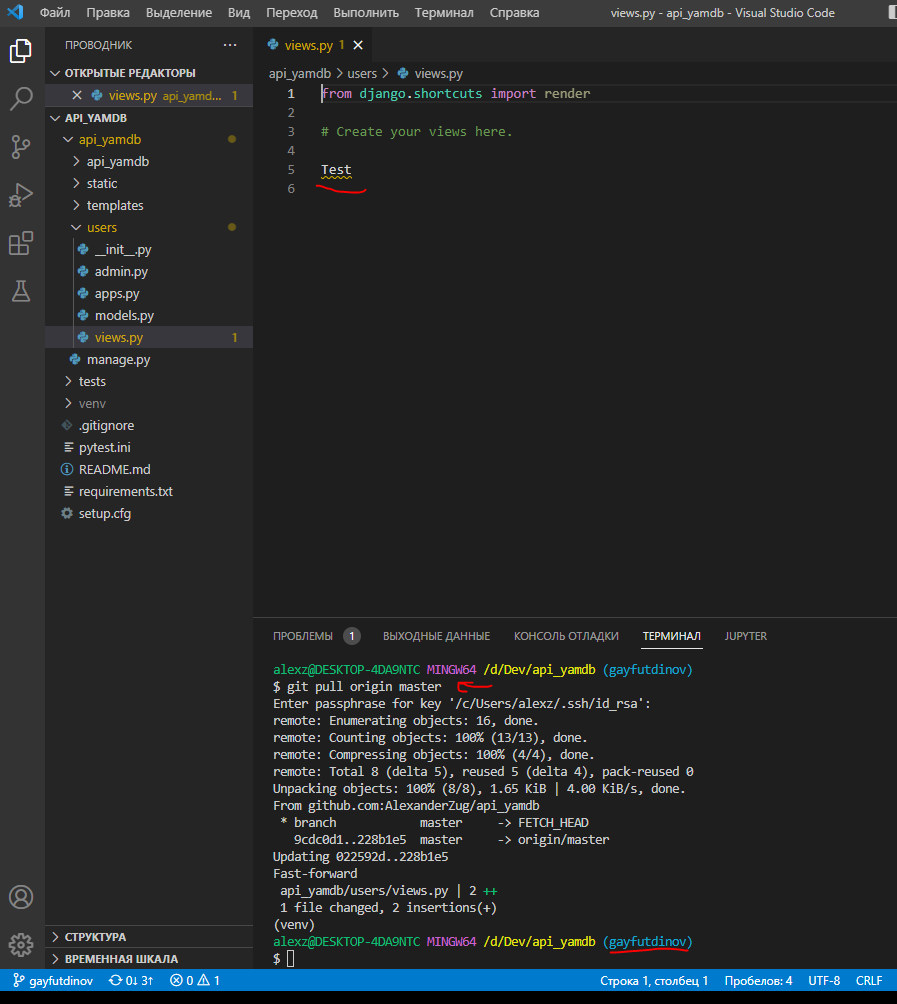 Файл Правка Выделение Вид Переход Выполнить Терминал Справка views.py - api_yamdb - Visual Studio Code
ПРОВОДНИК
ОТКРЫТЫЕ РЕДАКТОРЫ
views.py api_yamd... 1
API_YAMDB
api_yamdb
api_yamdb
static
templates
users
__init__.py
admin.py
apps.py
models.py
views.py 1
manage.py
tests
venv
.gitignore
pytest.ini
README.md
requirements.txt
setup.cfg
СТРУКТУРА
ВРЕМЕННАЯ ШКАЛА
views.py 1
api_yamdb > users > views.py
1 from django.shortcuts import render
2
3 # Create your views here.
4
5 Test
6
ПРОБЛЕМЫ 1 ВЫХОДНЫЕ ДАННЫЕ КОНСОЛЬ ОТЛАДКИ ТЕРМИНАЛ JUPYTER
alexz@DESKTOP-4DA9NTC MINGW64 /d/Dev/api_yamdb (gayfutdinov)
$ git pull origin master
Enter passphrase for key '/c/Users/alexz/.ssh/id_rsa':
remote: Enumerating objects: 16, done.
remote: Counting objects: 100% (13/13), done.
remote: Compressing objects: 100% (4/4), done.
remote: Total 8 (delta 5), reused 5 (delta 4), pack-reused 0
Unpacking objects: 100% (8/8), 1.65 KiB | 4.00 KiB/s, done.
From github.com:AlexanderZug/api_yamdb
* branch master -> FETCH_HEAD
9cdc0d1..228b1e5 master -> origin/master
Updating 022592d..228b1e5
Fast-forward
api_yamdb/users/views.py | 2 ++
1 file changed, 2 insertions(+)
(venv)
alexz@DESKTOP-4DA9NTC MINGW64 /d/Dev/api_yamdb (gayfutdinov)
$
gayfutdinov 0↓ 3↑ 0 1 Строка 1, столбец 1 Пробелов: 4 UTF-8 CRLF